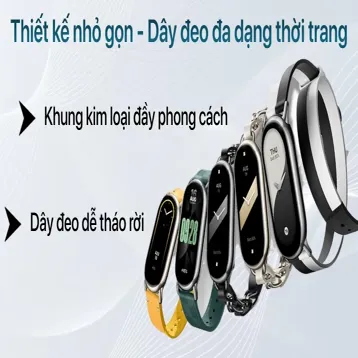 Thiết kế nhỏ gọn - Dây đeo đa dạng thời trang
Khung kim loại đầy phong cách
Dây đeo dễ tháo rời